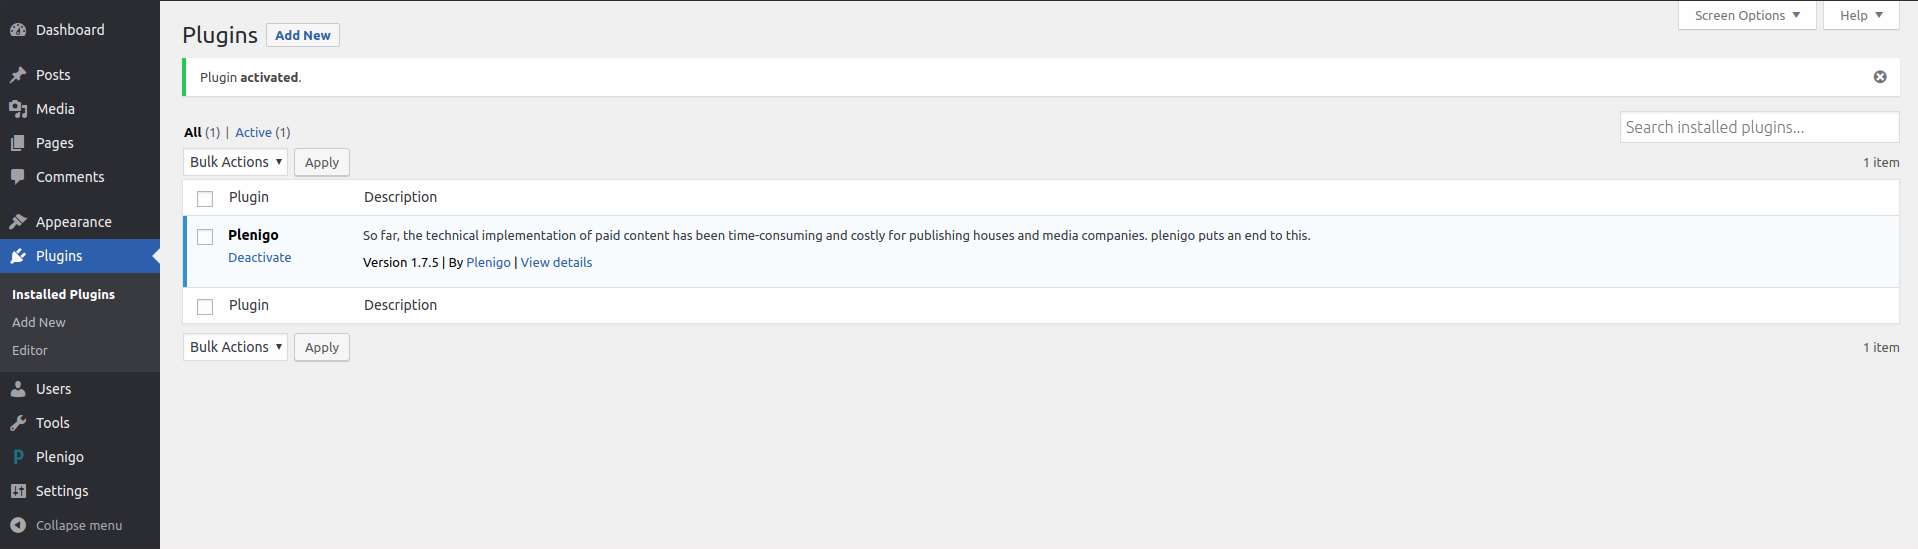 Dashboard
Posts
Media
Pages
Comments
Appearance
Plugins
Installed Plugins
Add New
Editor
Users
Tools
Plenigo
Settings
Collapse menu
Screen Options ▼
Help ▼
Plugins Add New
Plugin activated.
All (1) | Active (1)
Search installed plugins...
Bulk Actions ▾ Apply
1 item
Plugin Description
Plenigo So far, the technical implementation of paid content has been time-consuming and costly for publishing houses and media companies. plenigo puts an end to this.
Deactivate Version 1.7.5 | By Plenigo | View details
Plugin Description
Bulk Actions ▾ Apply
1 item